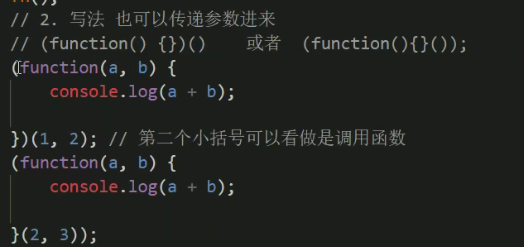 // 2. 写法 也可以传递参数进来
// (function() {})() 或者 (function(){}());
(function(a, b) {
console.log(a + b);
})(1, 2); // 第二个小括号可以看做是调用函数
(function(a, b) {
console.log(a + b);
}(2, 3));